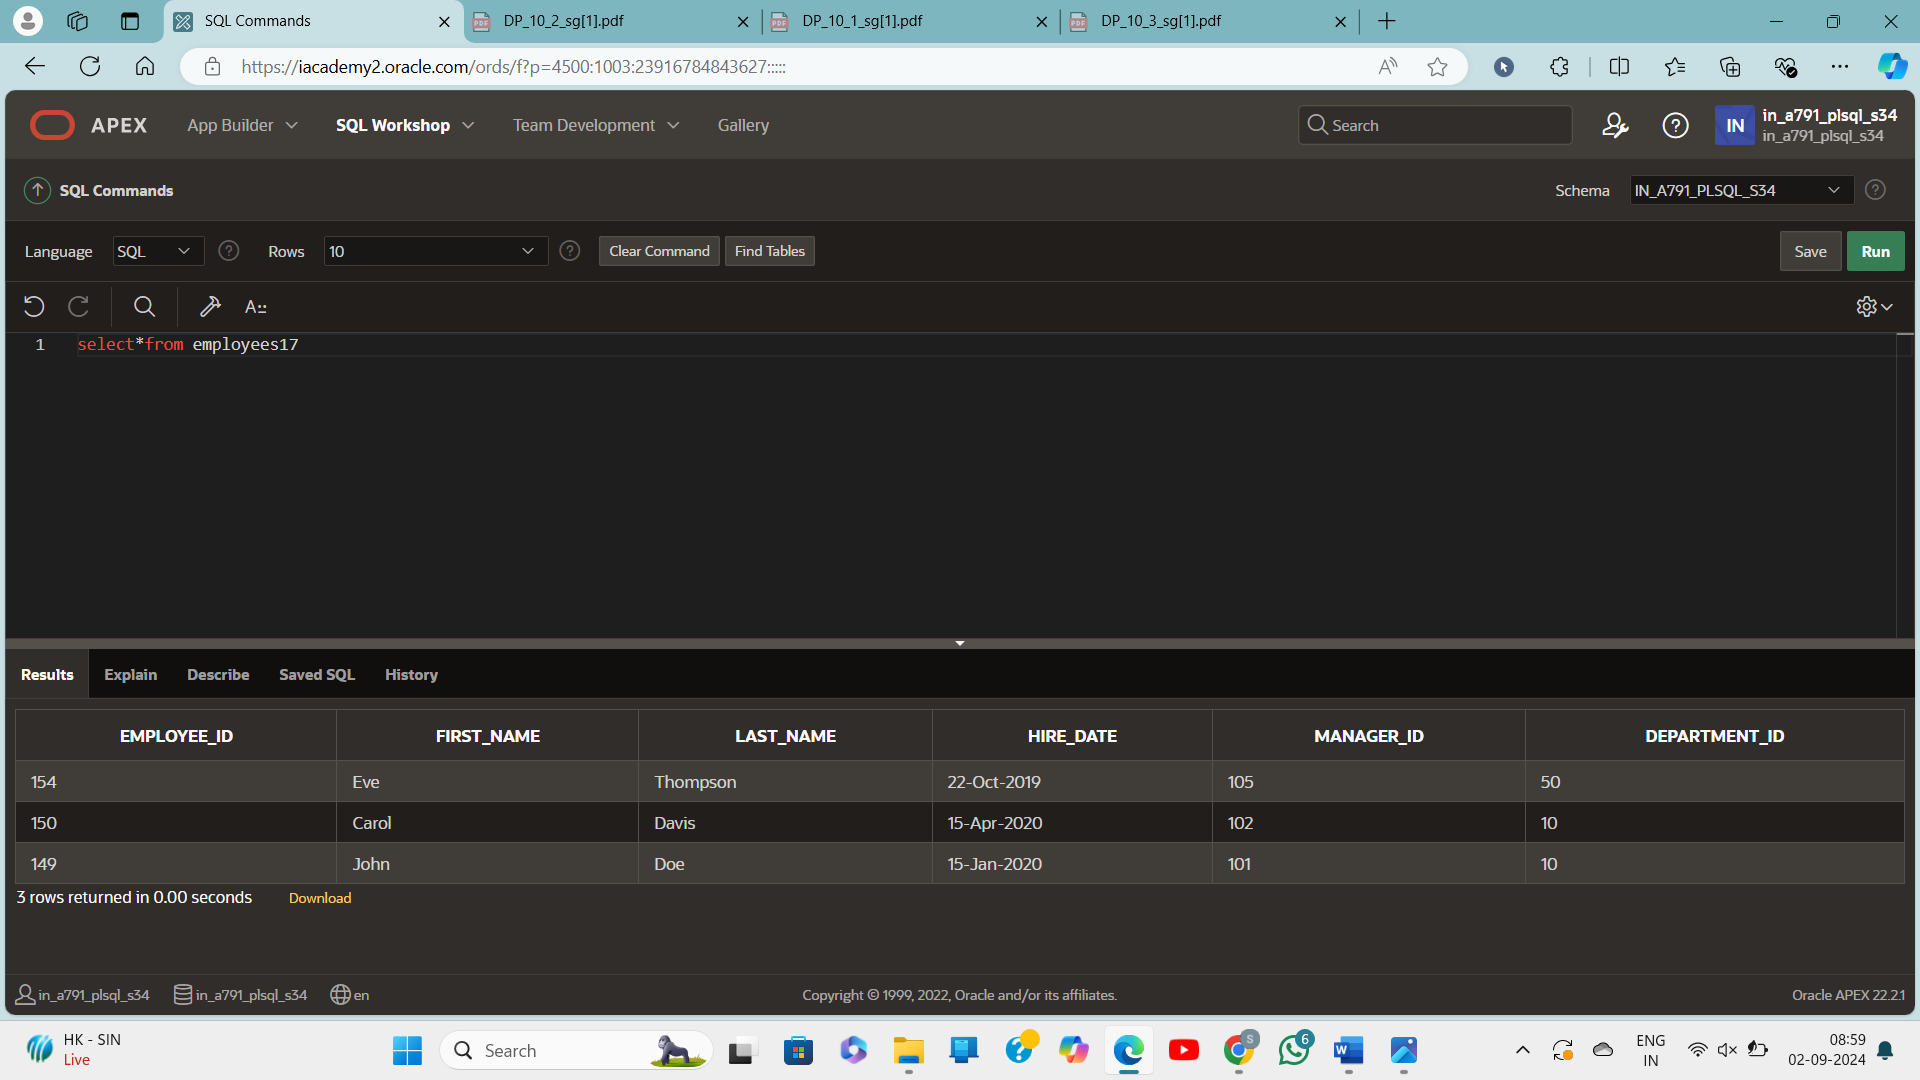 SQL Commands
DP_10_2_sg[1].pdf
DP_10_1_sg[1].pdf
DP_10_3_sg[1].pdf
https://iacademy2.oracle.com/ords/f?p=4500:1003:23916784843627:::::
APEX
App Builder
SQL Workshop
Team Development
Gallery
Search
IN
in_a791_plsql_s34
in_a791_plsql_s34
SQL Commands
Schema
IN_A791_PLSQL_S34
Language
SQL
Rows
10
Clear Command
Find Tables
Save
Run
1 select*from employees17
Results
Explain
Describe
Saved SQL
History
EMPLOYEE_ID FIRST_NAME LAST_NAME HIRE_DATE MANAGER_ID DEPARTMENT_ID
154 Eve Thompson 22-Oct-2019 105 50
150 Carol Davis 15-Apr-2020 102 10
149 John Doe 15-Jan-2020 101 10
3 rows returned in 0.00 seconds
Download
in_a791_plsql_s34
in_a791_plsql_s34
en
Copyright © 1999, 2022, Oracle and/or its affiliates.
Oracle APEX 22.2.1
HK - SIN
Live
Search
S
6
W
ENG
IN
08:59
02-09-2024